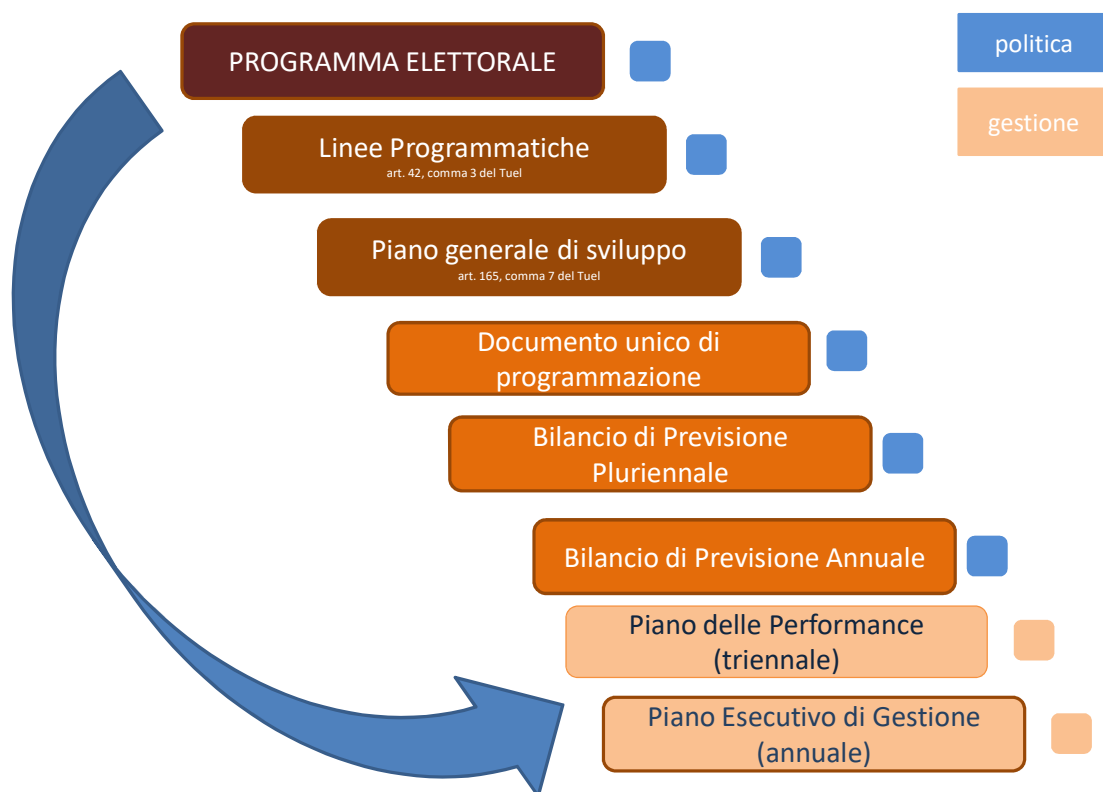 PROGRAMMA ELETTORALE
politica
gestione
Linee Programmatiche
art. 42, comma 3 del Tuel
Piano generale di sviluppo
art. 165, comma 7 del Tuel
Documento unico di
programmazione
Bilancio di Previsione
Pluriennale
Bilancio di Previsione Annuale
Piano delle Performance
(triennale)
Piano Esecutivo di Gestione
(annuale)